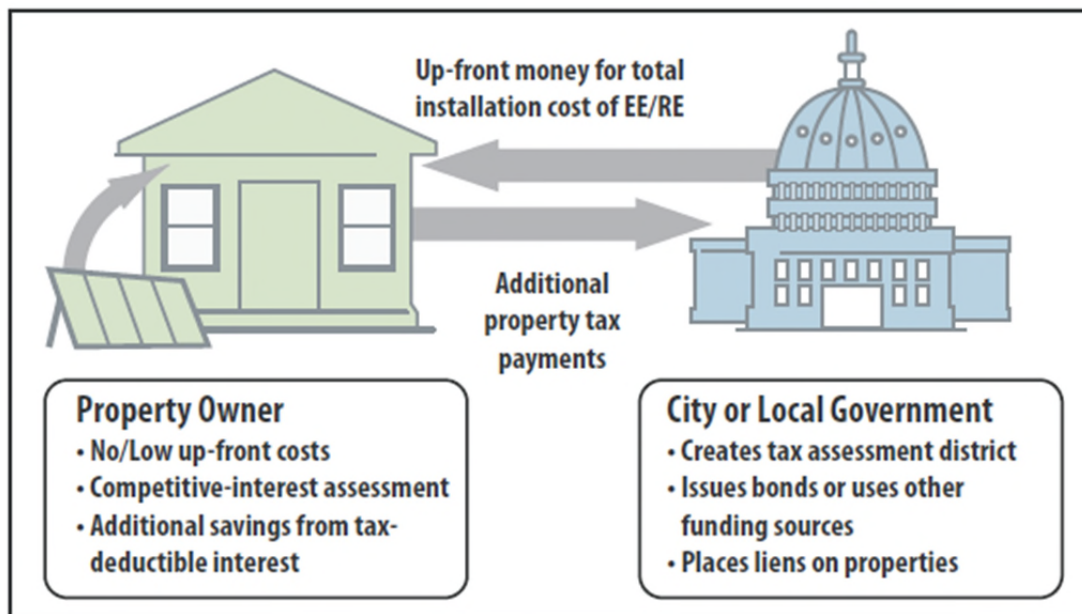 Up-front money for total
installation cost of EE/RE
Additional
property tax
payments
Property Owner
• No/Low up-front costs
• Competitive-interest assessment
• Additional savings from tax-
deductible interest
City or Local Government
• Creates tax assessment district
• Issues bonds or uses other
funding sources
• Places liens on properties